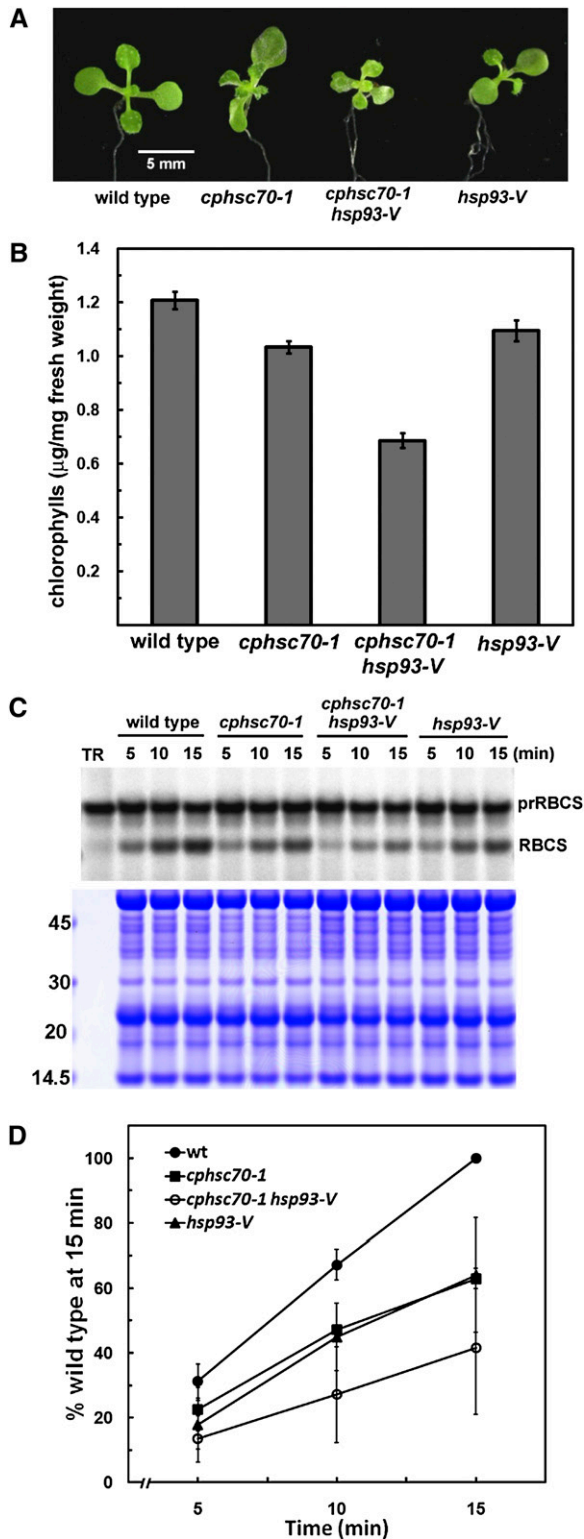 A
5 mm
wild type cphsc70-1 cphsc70-1 hsp93-V
hsp93-V
B
chlorophylls (µg/mg fresh weight)
1.4
1.2
1.0
0.8
0.6
0.4
0.2
wild type cphsc70-1 cphsc70-1 hsp93-V
hsp93-V
C
cphsc70-1
wild type cphsc70-1 hsp93-V hsp93-V
TR 5 10 15 5 10 15 5 10 15 5 10 15 (min)
prRBCS
RBCS
45
30
20
14.5
D
% wild type at 15 min
100
80
60
40
20
0
wt
cphsc70-1
cphsc70-1 hsp93-V
hsp93-V
5 10 15
Time (min)